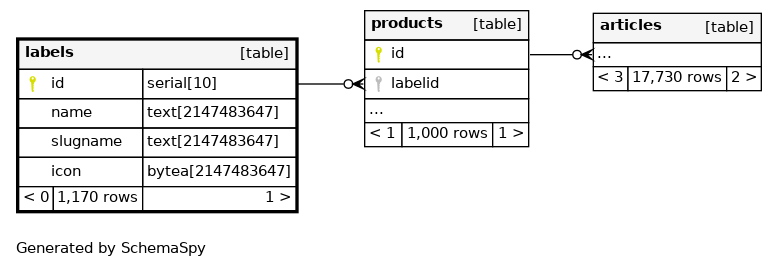 labels [table]
id serial[10]
name text[2147483647]
slugname text[2147483647]
icon bytea[2147483647]
< 0 1,170 rows 1 >
products [table]
id
labelid
...
< 1 1,000 rows 1 >
articles [table]
...
< 3 17,730 rows 2 >
Generated by SchemaSpy